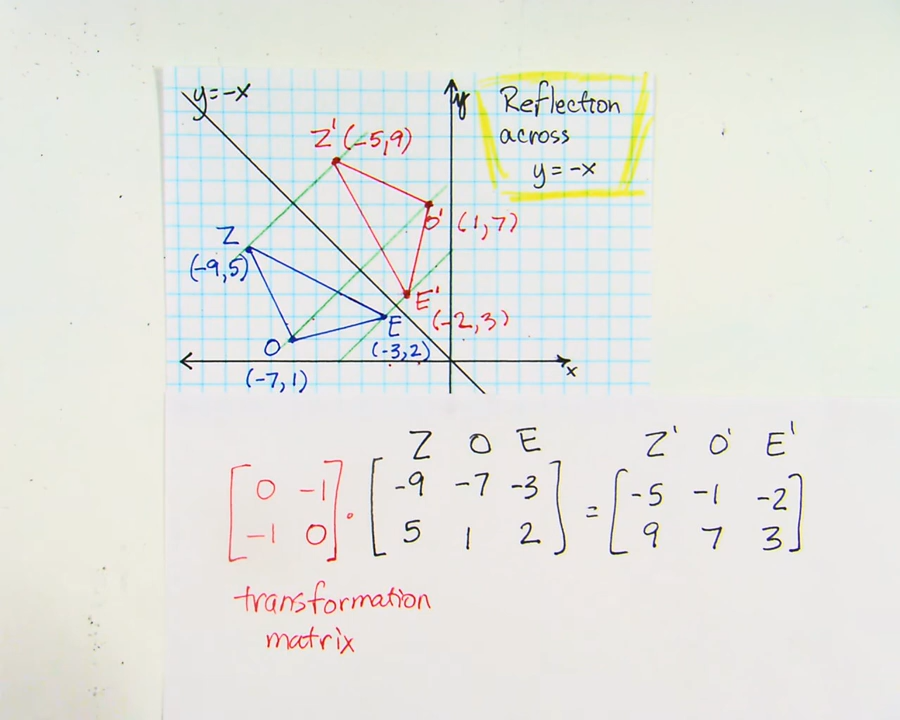 y=-x
y
Reflection
across
y=-x
Z' (-5,9)
O' (1,7)
Z
(-9,5)
E'
(-2,3)
E
(-3,2)
O
(-7,1)
x
Z O E Z' O' E'
[0 -1] · [-9 -7 -3] = [-5 -1 -2]
[-1 0] [5 1 2] [9 7 3]
transformation
matrix